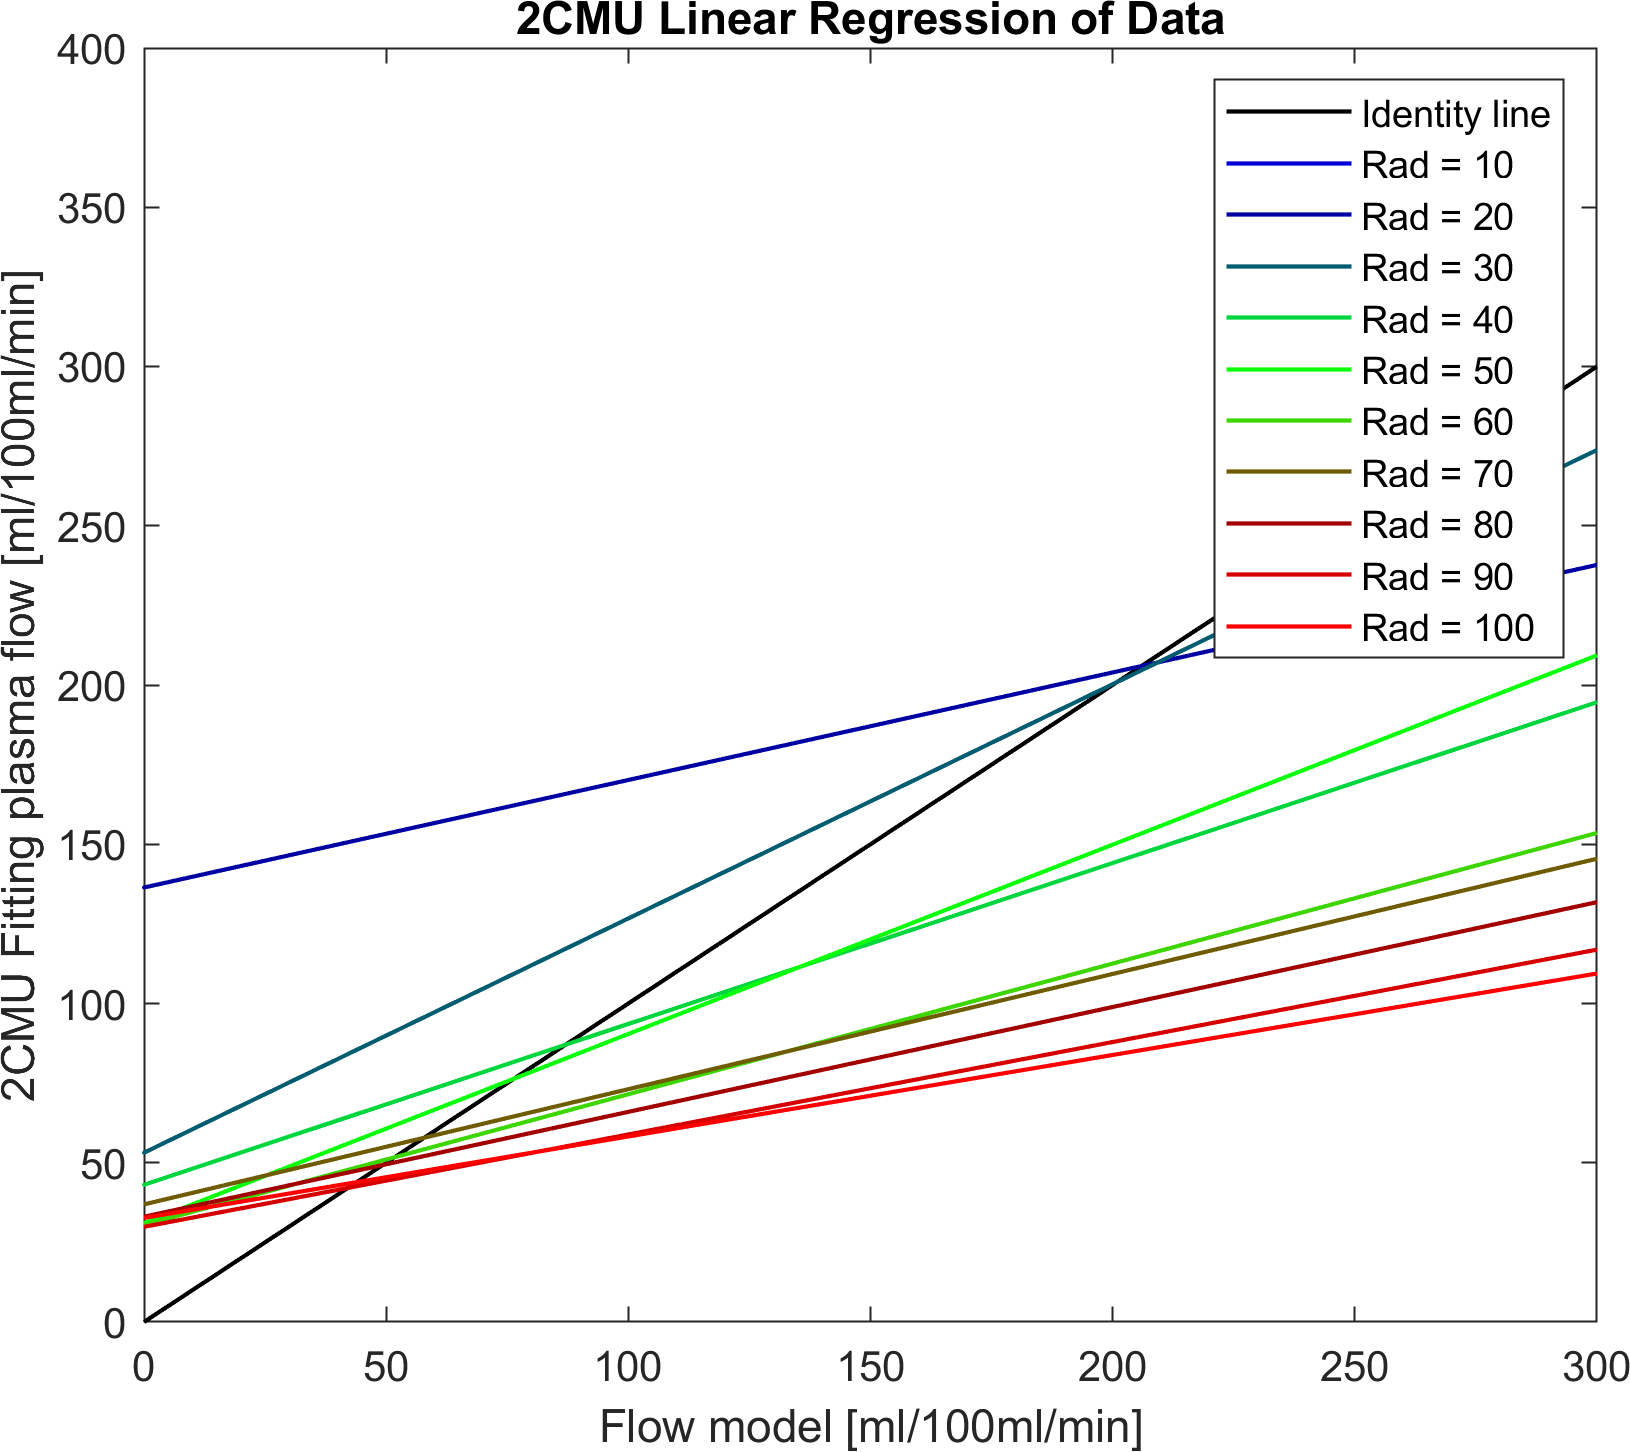 2CMU Linear Regression of Data
400
350
300
250
200
150
100
50
0
2CMU Fitting plasma flow [ml/100ml/min]
Identity line
Rad = 10
Rad = 20
Rad = 30
Rad = 40
Rad = 50
Rad = 60
Rad = 70
Rad = 80
Rad = 90
Rad = 100
0 50 100 150 200 250 300
Flow model [ml/100ml/min]